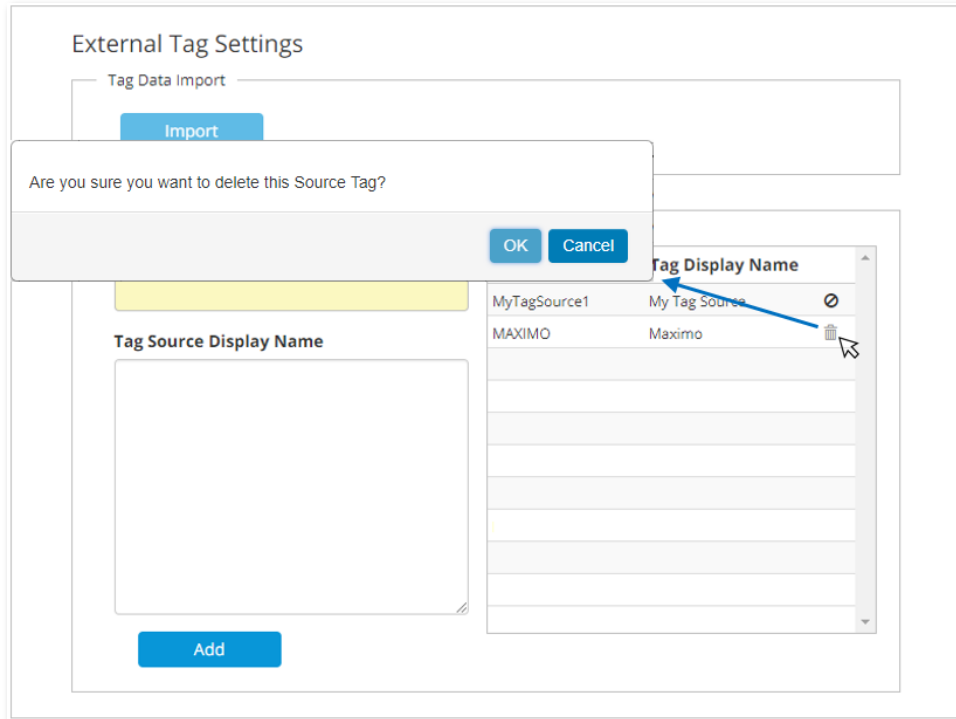 External Tag Settings
Tag Data Import
Import
Are you sure you want to delete this Source Tag?
OK Cancel
Tag Display Name
MyTagSource1 My Tag Source
MAXIMO Maximo
Tag Source Display Name
Add